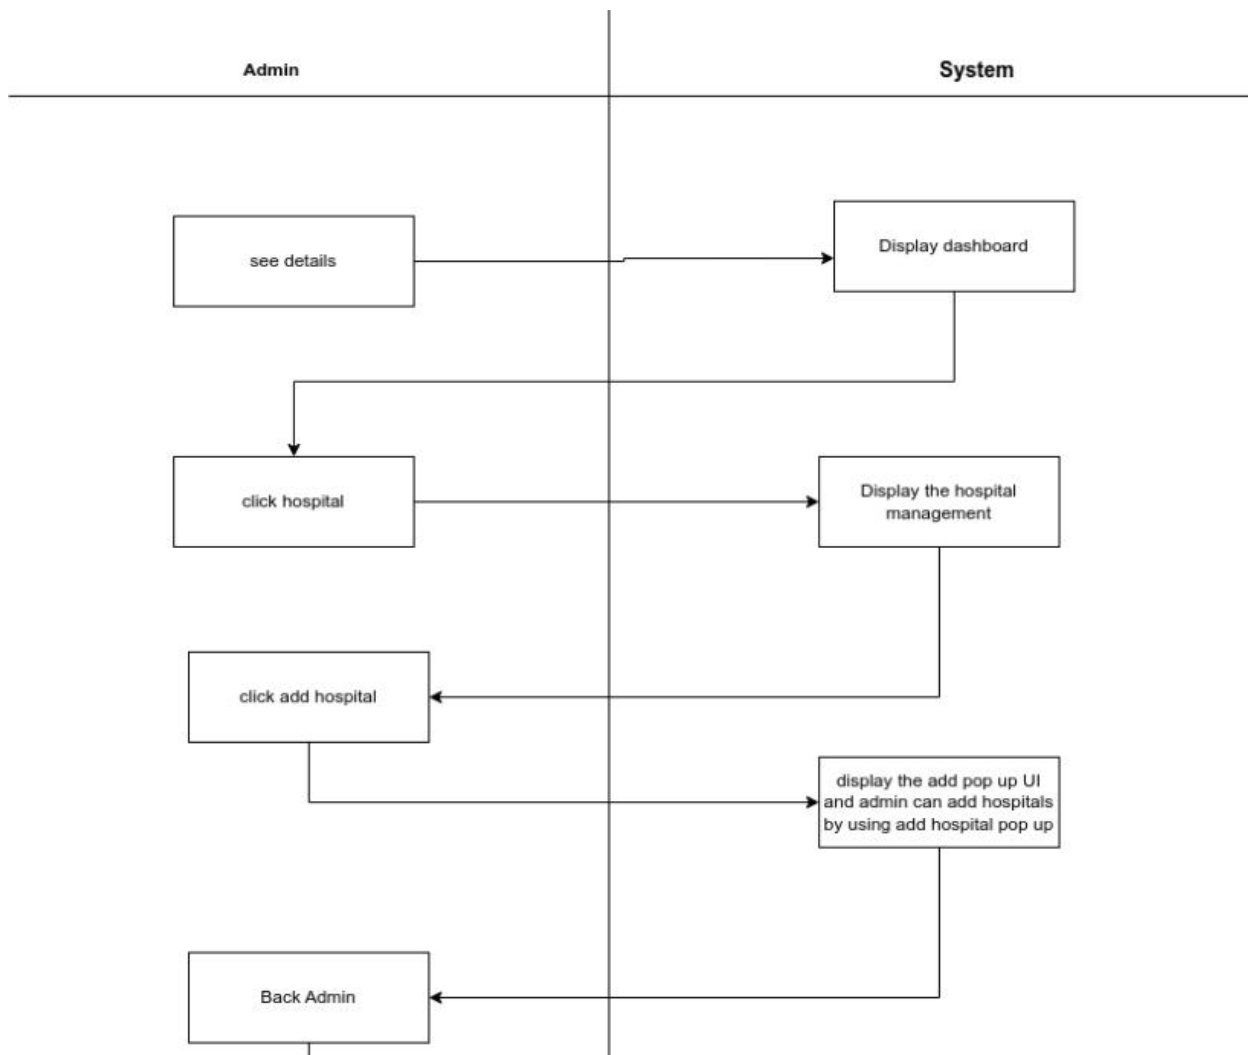 Admin
System
see details
Display dashboard
click hospital
Display the hospital
management
click add hospital
display the add pop up UI
and admin can add hospitals
by using add hospital pop up
Back Admin